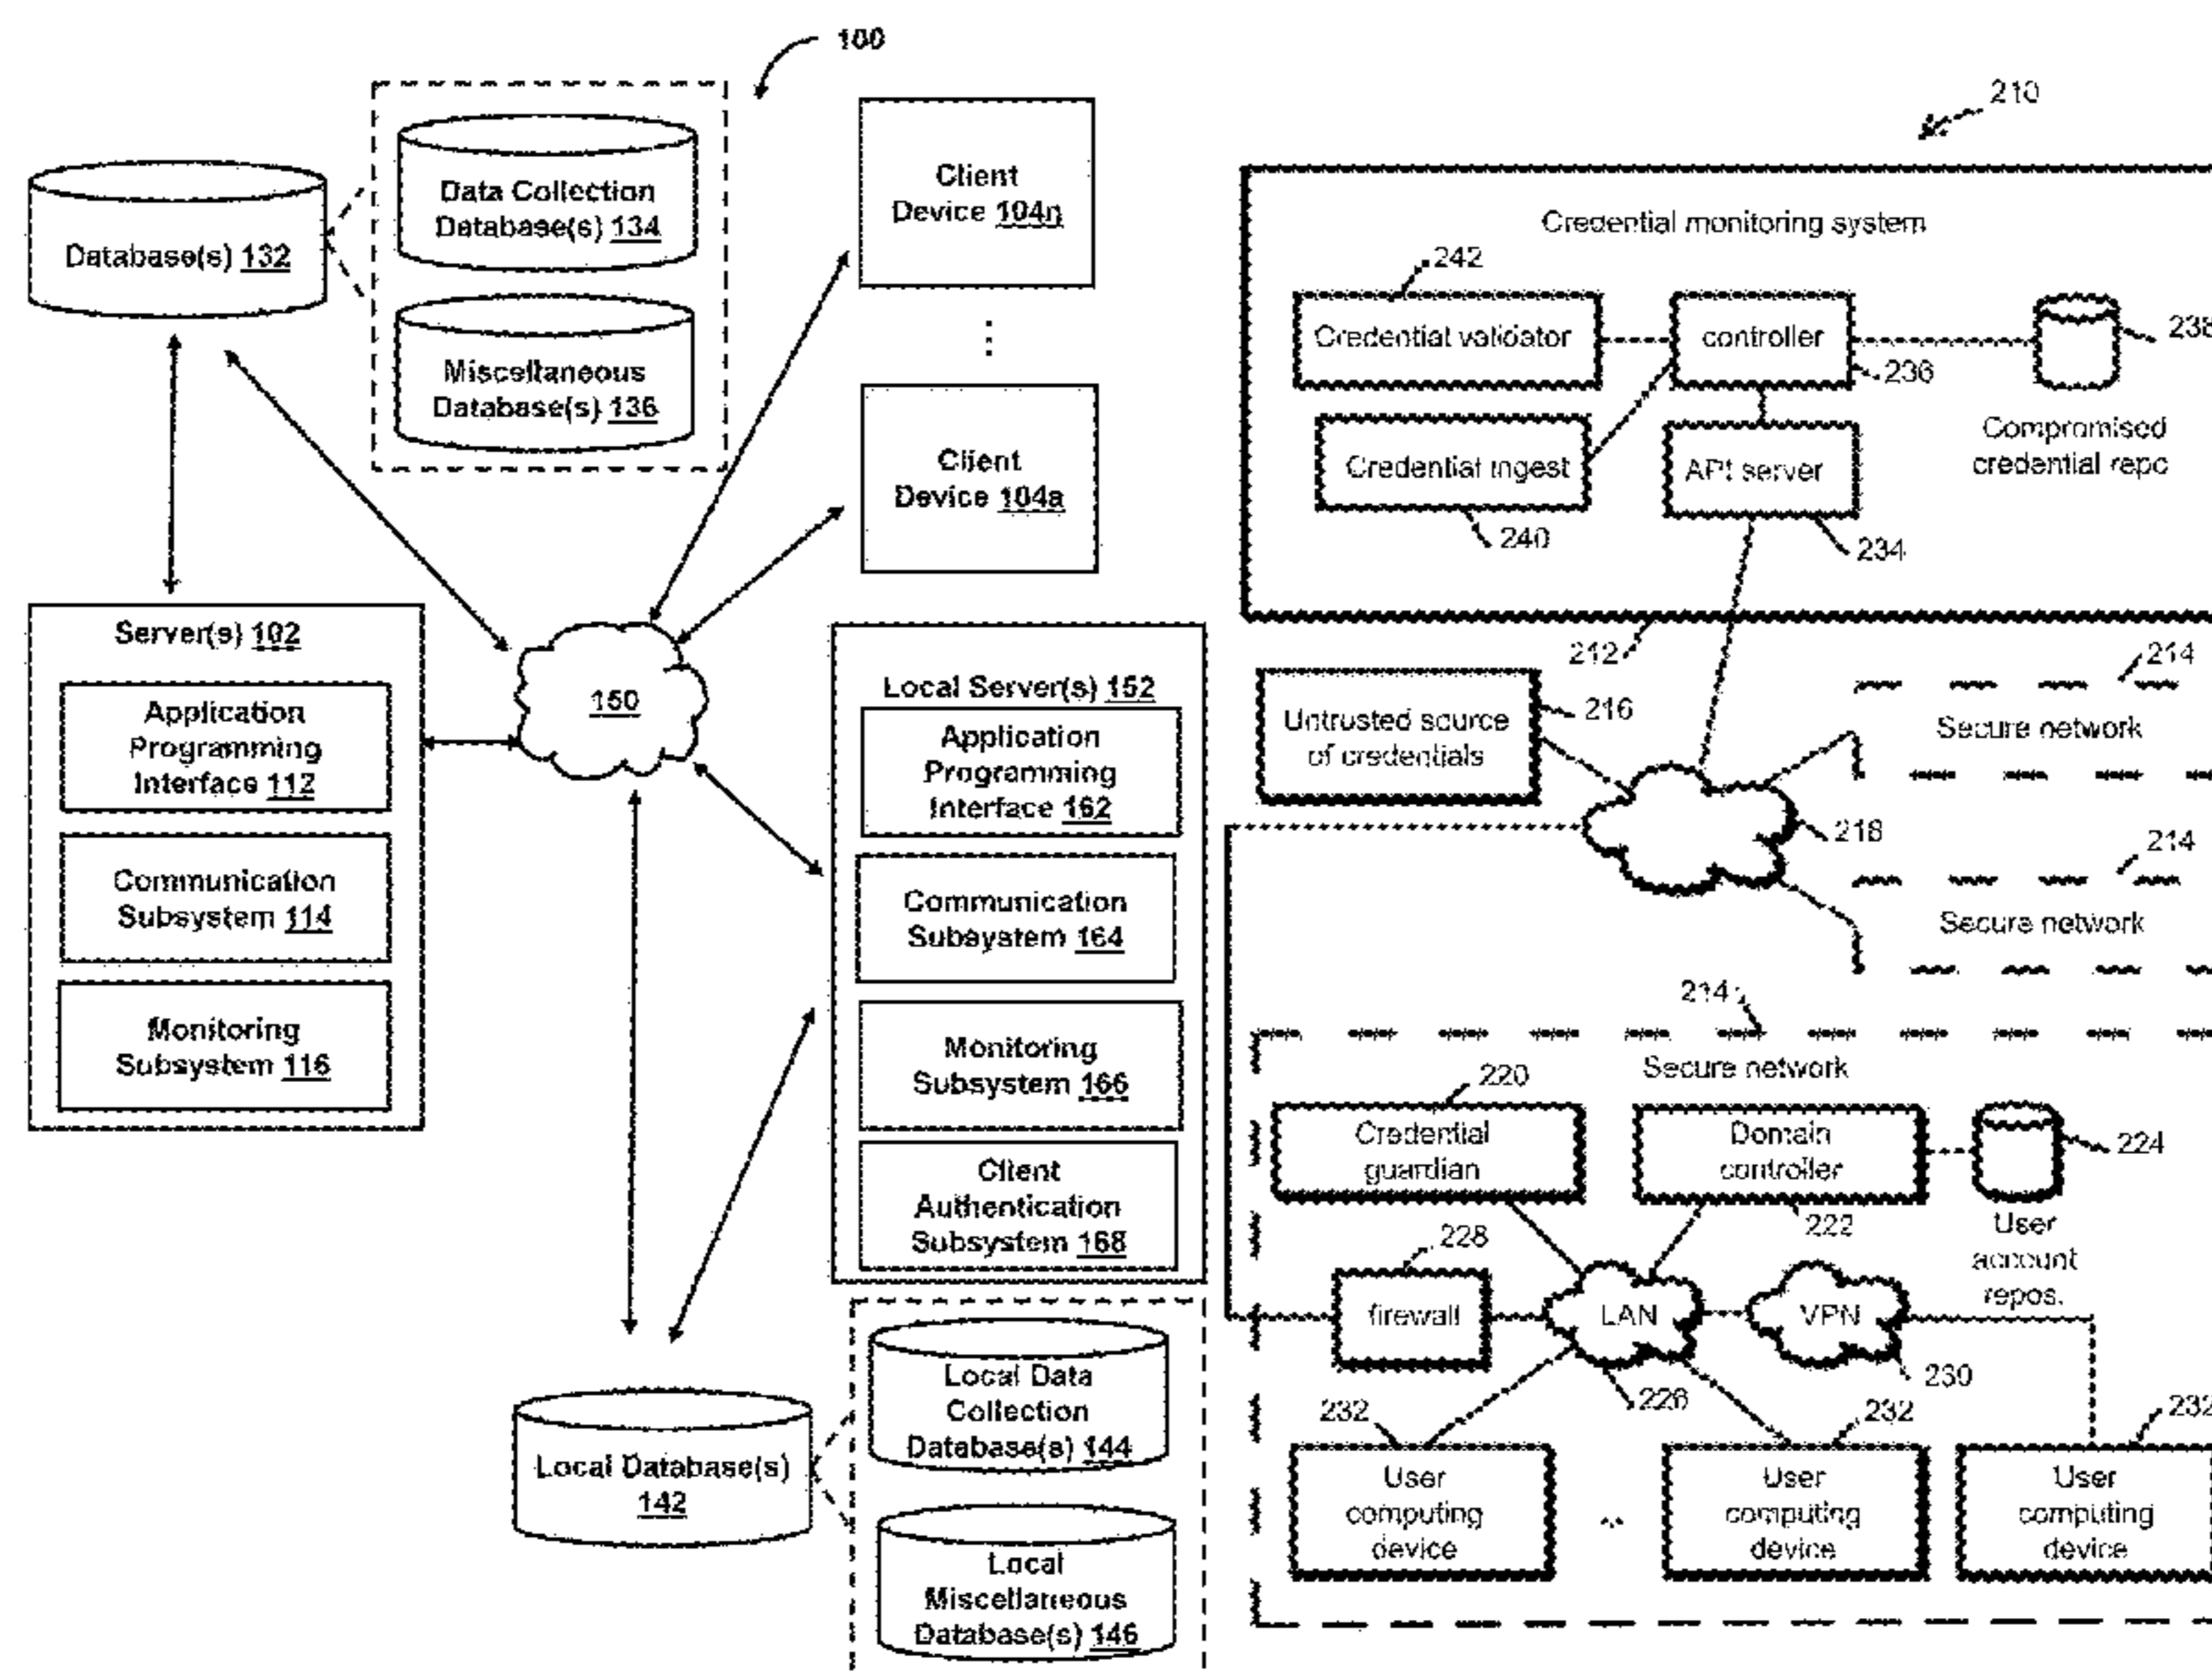 100
Database(s) 132
Data Collection
Database(s) 134
Miscellaneous
Database(s) 136
Client
Device 104n
Client
Device 104a
Server(s) 102
Application
Programming
Interface 112
Communication
Subsystem 114
Monitoring
Subsystem 116
150
Local Server(s) 152
Application
Programming
Interface 162
Communication
Subsystem 164
Monitoring
Subsystem 166
Client
Authentication
Subsystem 168
Local Database(s)
142
Local Data
Collection
Database(s) 144
Local
Miscellaneous
Database(s) 146
210
Credential monitoring system
242
Credential validator
controller
236
238
Compromised
credential repo
Credential ingest
240
API server
234
212
Untrusted source
of credentials
216
218
214
Secure network
214
Secure network
214
Secure network
220
Credential
guardian
Domain
controller
222
224
User
account
repos.
228
firewall
LAN
226
VPN
230
232
User
computing
device
..
232
User
computing
device
232
User
computing
device